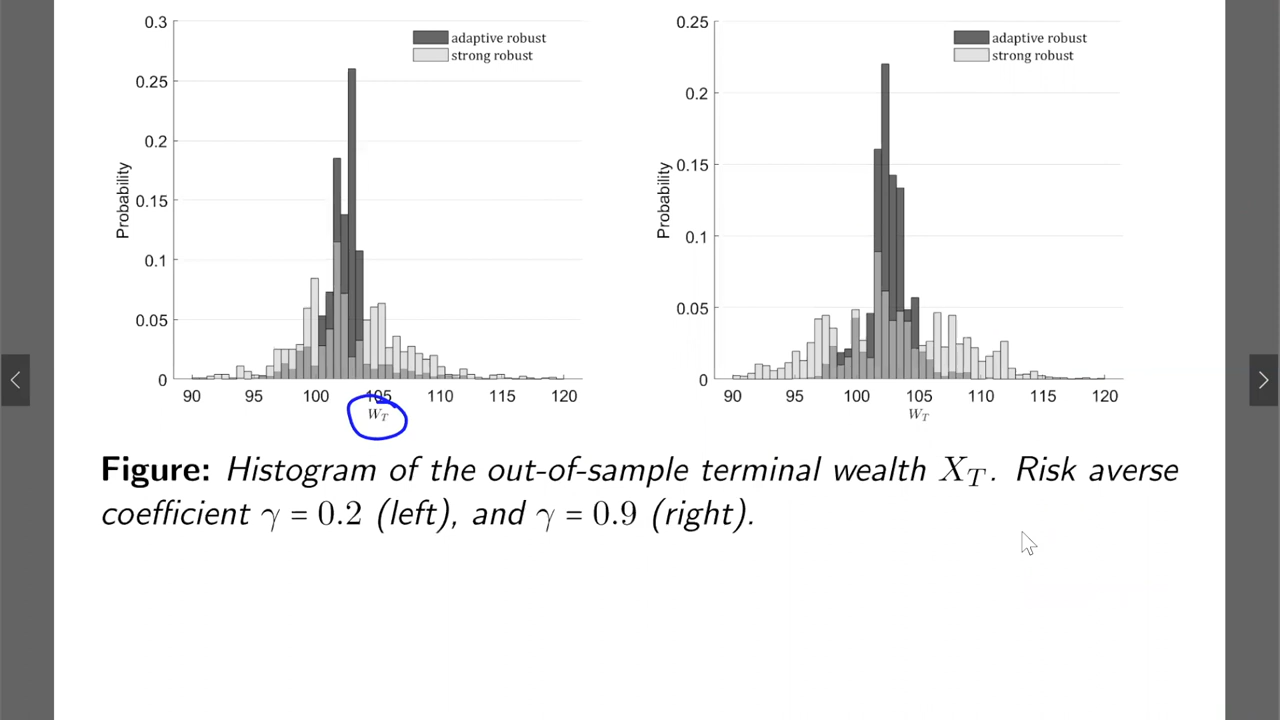 0.3
0.25
0.2
0.15
0.1
0.05
0
Probability
adaptive robust
strong robust
90 95 100 105 110 115 120
W_T
0.25
0.2
0.15
0.1
0.05
0
Probability
adaptive robust
strong robust
90 95 100 105 110 115 120
W_T
Figure: Histogram of the out-of-sample terminal wealth X_T. Risk averse
coefficient γ = 0.2 (left), and γ = 0.9 (right).